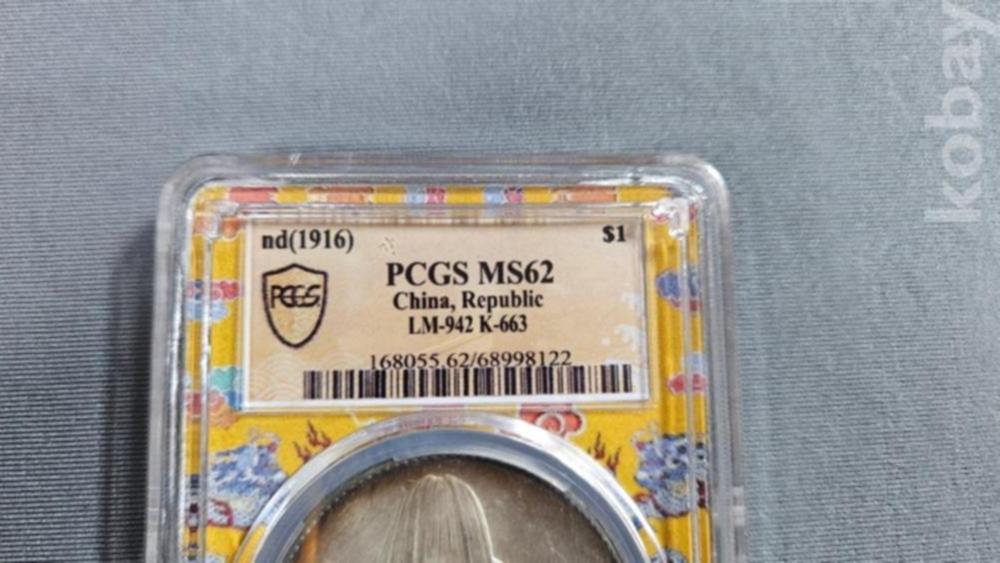 nd(1916) $1
PCGS PCGS MS62
China, Republic
LM-942 K-663
168055.62/68998122
kobay